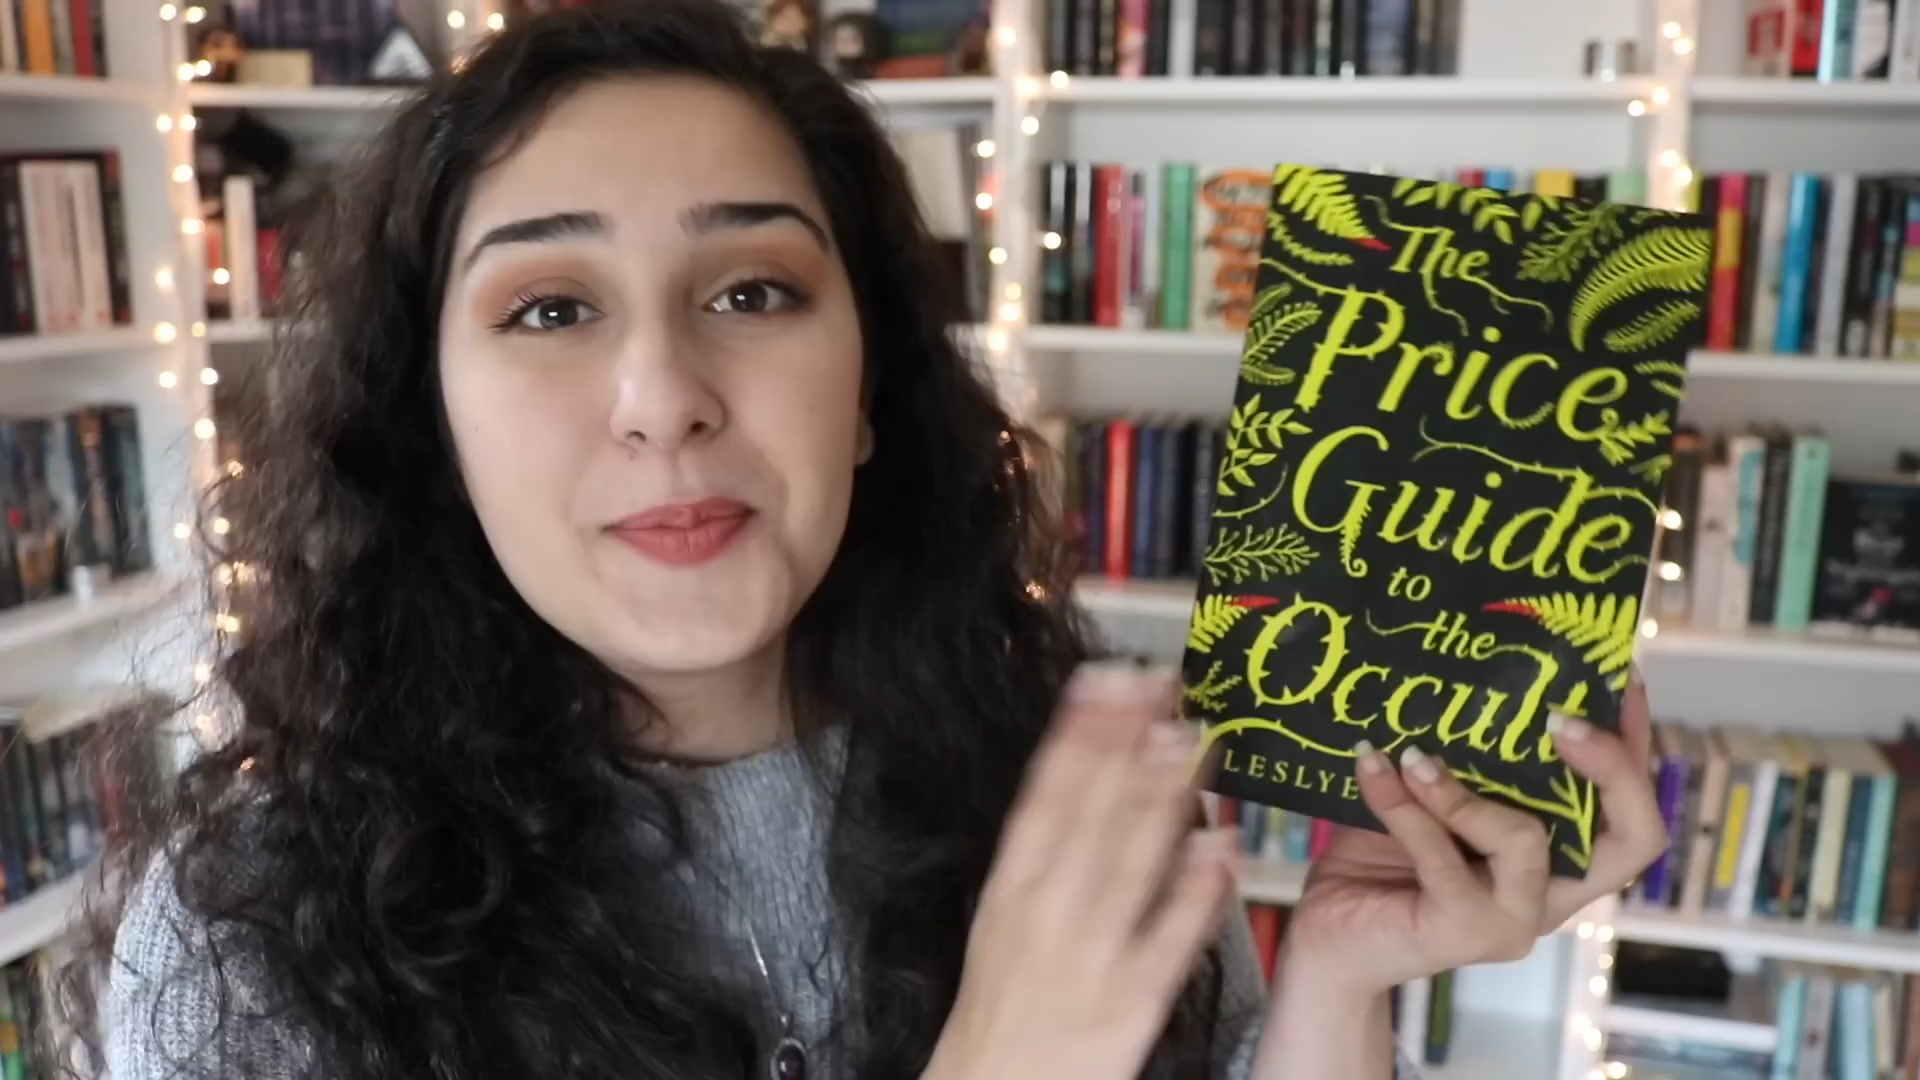 The
Price
Guide
to
the
Occult
LESLYE